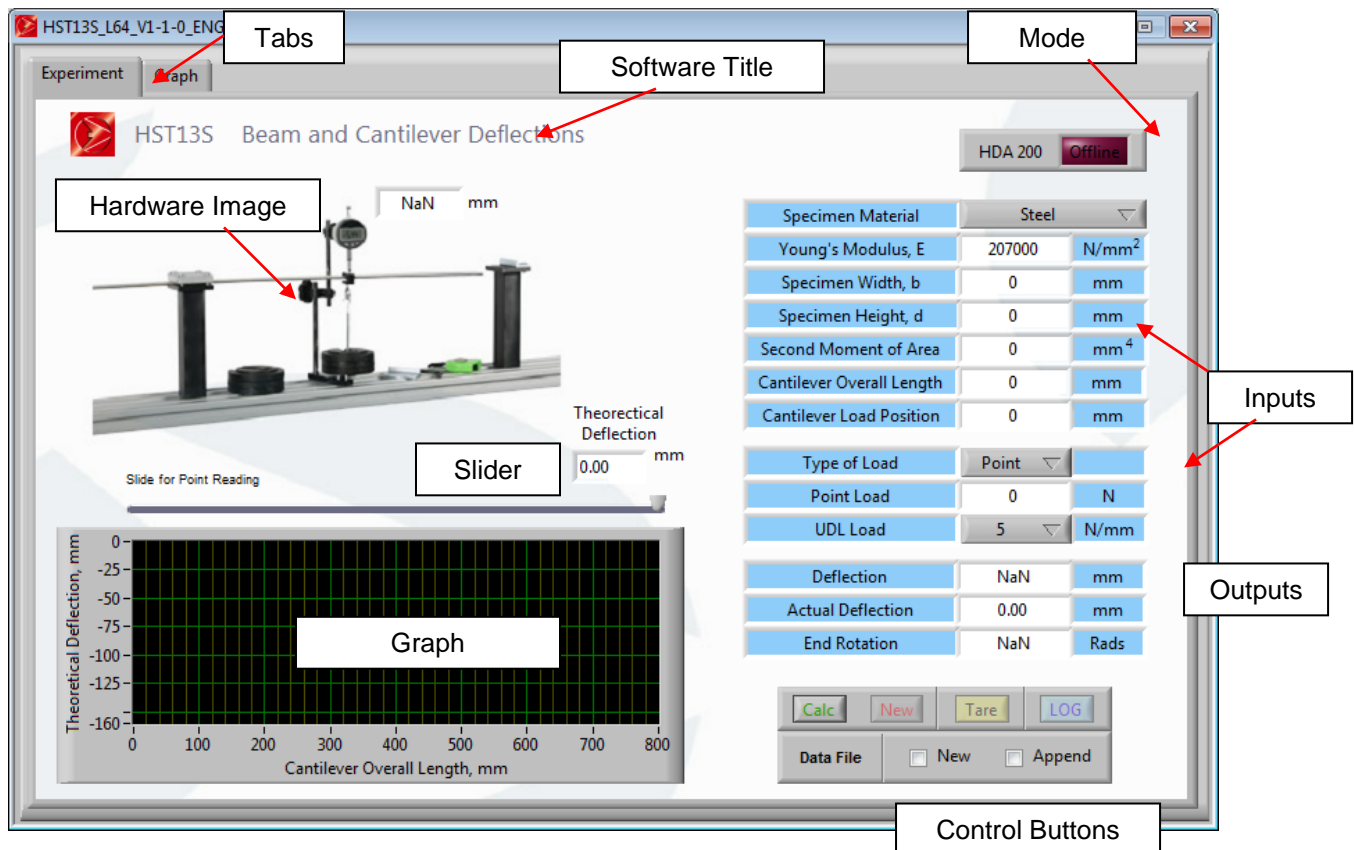 HST13S_L64_V1-1-0_ENG
Tabs
Mode
Experiment
Graph
Software Title
HST13S Beam and Cantilever Deflections
HDA 200 Offline
Hardware Image
NaN mm
Specimen Material Steel
Young's Modulus, E 207000 N/mm²
Specimen Width, b 0 mm
Specimen Height, d 0 mm
Second Moment of Area 0 mm⁴
Cantilever Overall Length 0 mm
Cantilever Load Position 0 mm
Inputs
Theorectical
Deflection
0.00 mm
Slider
Slide for Point Reading
Type of Load Point
Point Load 0 N
UDL Load 5 N/mm
Deflection NaN mm
Actual Deflection 0.00 mm
End Rotation NaN Rads
Outputs
Theoretical Deflection, mm
0
-25
-50
-75
-100
-125
-160
Graph
0 100 200 300 400 500 600 700 800
Cantilever Overall Length, mm
Calc New Tare LOG
Data File New Append
Control Buttons